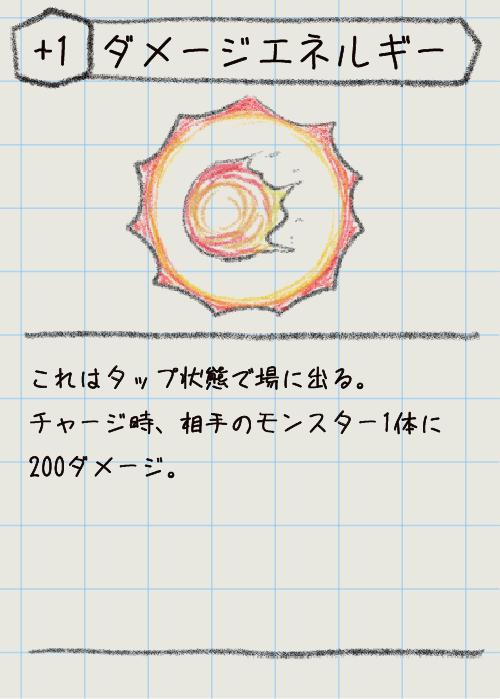 +1 ダメージエネルギー
これはタップ状態で場に出る。
チャージ時、相手のモンスター1体に
200ダメージ。